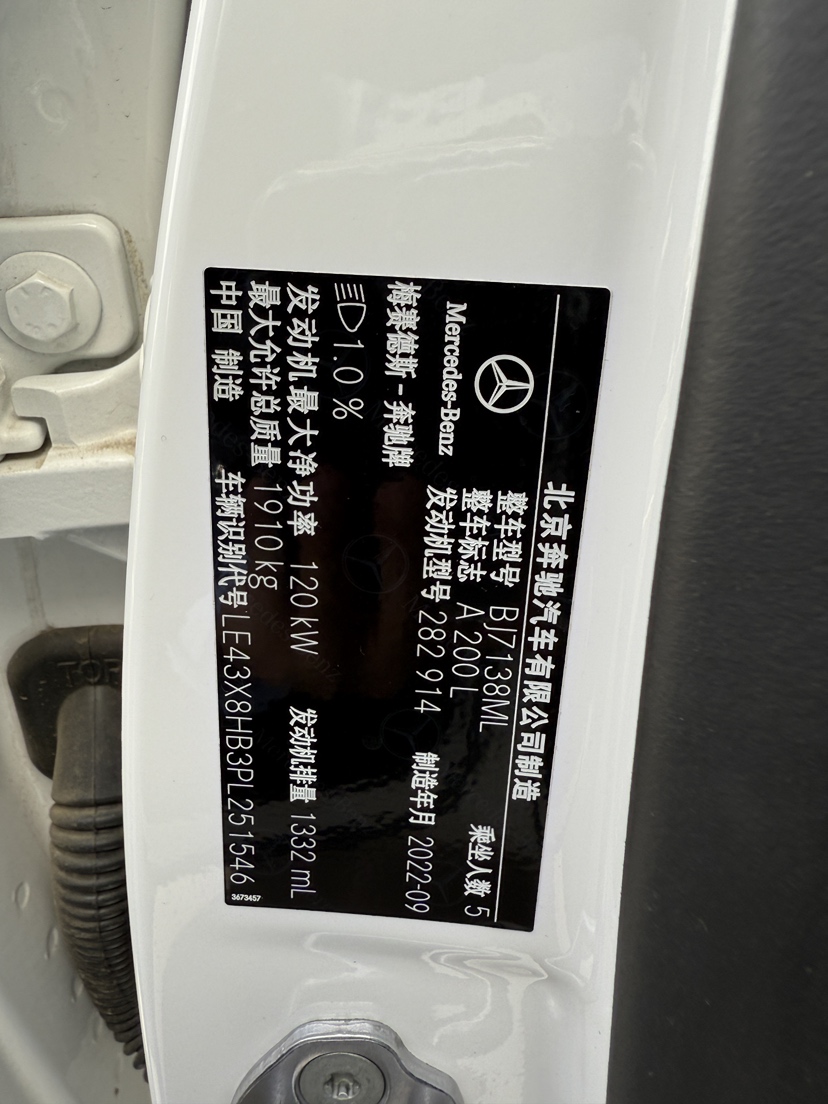 北京奔驰汽车有限公司制造
整车型号 BJ7138ML 乘坐人数 5
整车标志 A 200 L
Mercedes-Benz 发动机型号 282 914 制造年月 2022-09
梅赛德斯-奔驰牌
1.0 %
发动机最大净功率 120 kW 发动机排量 1332 mL
最大允许总质量 1910 kg
中国 制造 车辆识别代号 LE43X8HB3PL251546
3673457
TOP